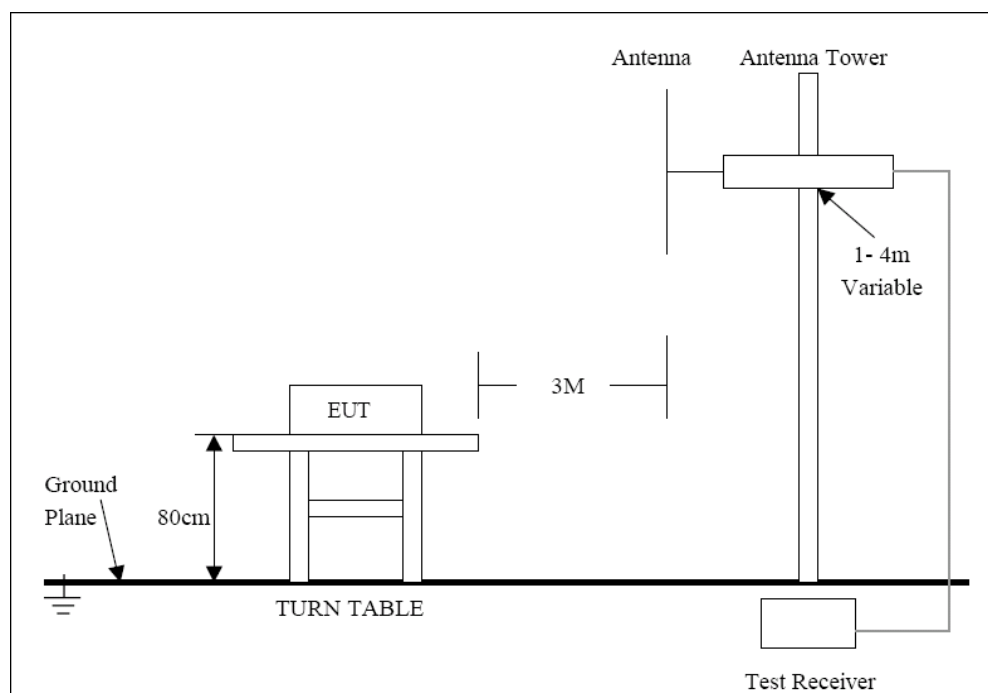 Antenna Antenna Tower
1- 4m
Variable
3M
EUT
Ground
Plane
80cm
TURN TABLE
Test Receiver